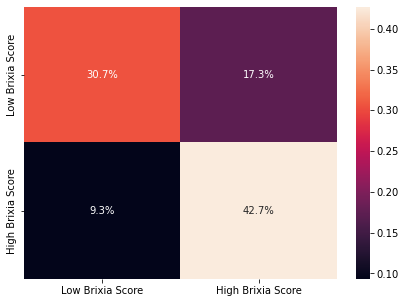 Low Brixia Score
High Brixia Score
30.7%
17.3%
9.3%
42.7%
Low Brixia Score
High Brixia Score
0.40
0.35
0.30
0.25
0.20
0.15
0.10